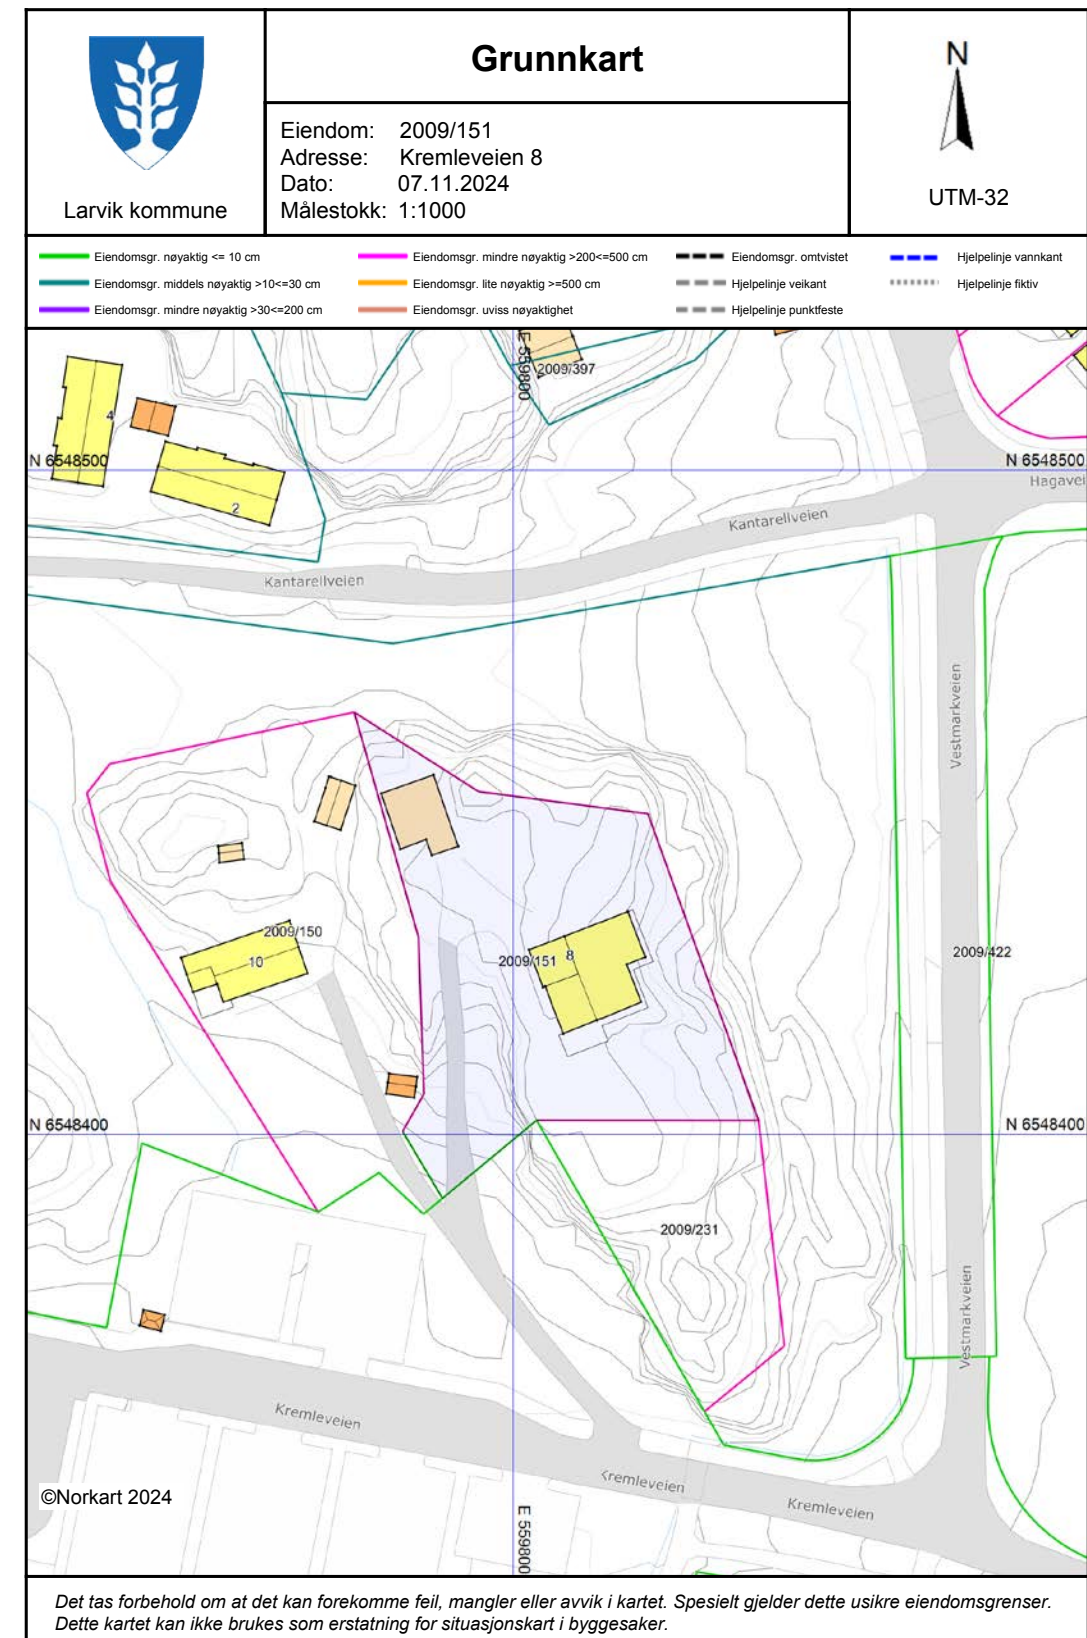 Grunnkart
N
Eiendom: 2009/151
Adresse: Kremleveien 8
Dato: 07.11.2024
Målestokk: 1:1000
Larvik kommune
UTM-32
Eiendomsgr. nøyaktig <= 10 cm
Eiendomsgr. middels nøyaktig >10<=30 cm
Eiendomsgr. mindre nøyaktig >30<=200 cm
Eiendomsgr. mindre nøyaktig >200<=500 cm
Eiendomsgr. lite nøyaktig >=500 cm
Eiendomsgr. uviss nøyaktighet
Eiendomsgr. omtvistet
Hjelpelinje veikant
Hjelpelinje punktfeste
Hjelpelinje vannkant
Hjelpelinje fiktiv
E 559800
2009/397
4
N 6548500
N 6548500
Hagavei
2
Kantarellveien
Kantarellveien
Vestmarkveien
2009/150
10
2009/151
8
2009/422
N 6548400
N 6548400
2009/231
Vestmarkveien
Kremleveien
Kremleveien
Kremleveien
©Norkart 2024
E 559800
Det tas forbehold om at det kan forekomme feil, mangler eller avvik i kartet. Spesielt gjelder dette usikre eiendomsgrenser.
Dette kartet kan ikke brukes som erstatning for situasjonskart i byggesaker.